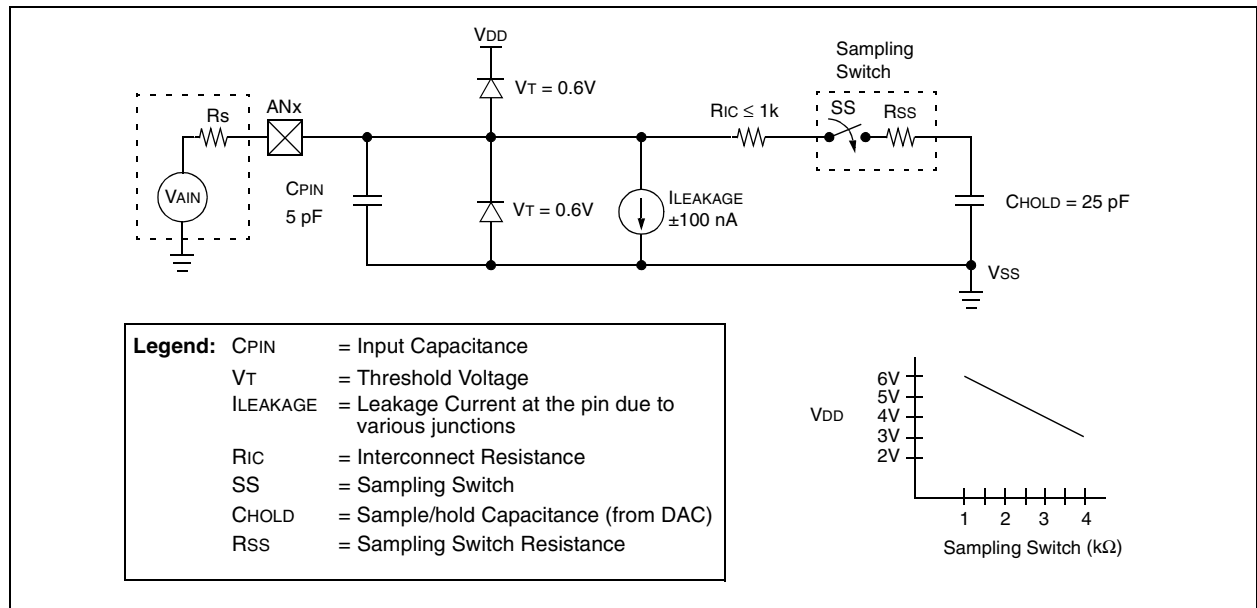 VDD
Sampling
Switch
VT = 0.6V
ANx
RIC ≤ 1k
SS
RSS
Rs
CPIN
5 pF
VAIN
VT = 0.6V
ILEAKAGE
±100 nA
CHOLD = 25 pF
VSS
Legend: CPIN = Input Capacitance
VT = Threshold Voltage
ILEAKAGE = Leakage Current at the pin due to
various junctions
RIC = Interconnect Resistance
SS = Sampling Switch
CHOLD = Sample/hold Capacitance (from DAC)
RSS = Sampling Switch Resistance
VDD
6V
5V
4V
3V
2V
1 2 3 4
Sampling Switch (kΩ)